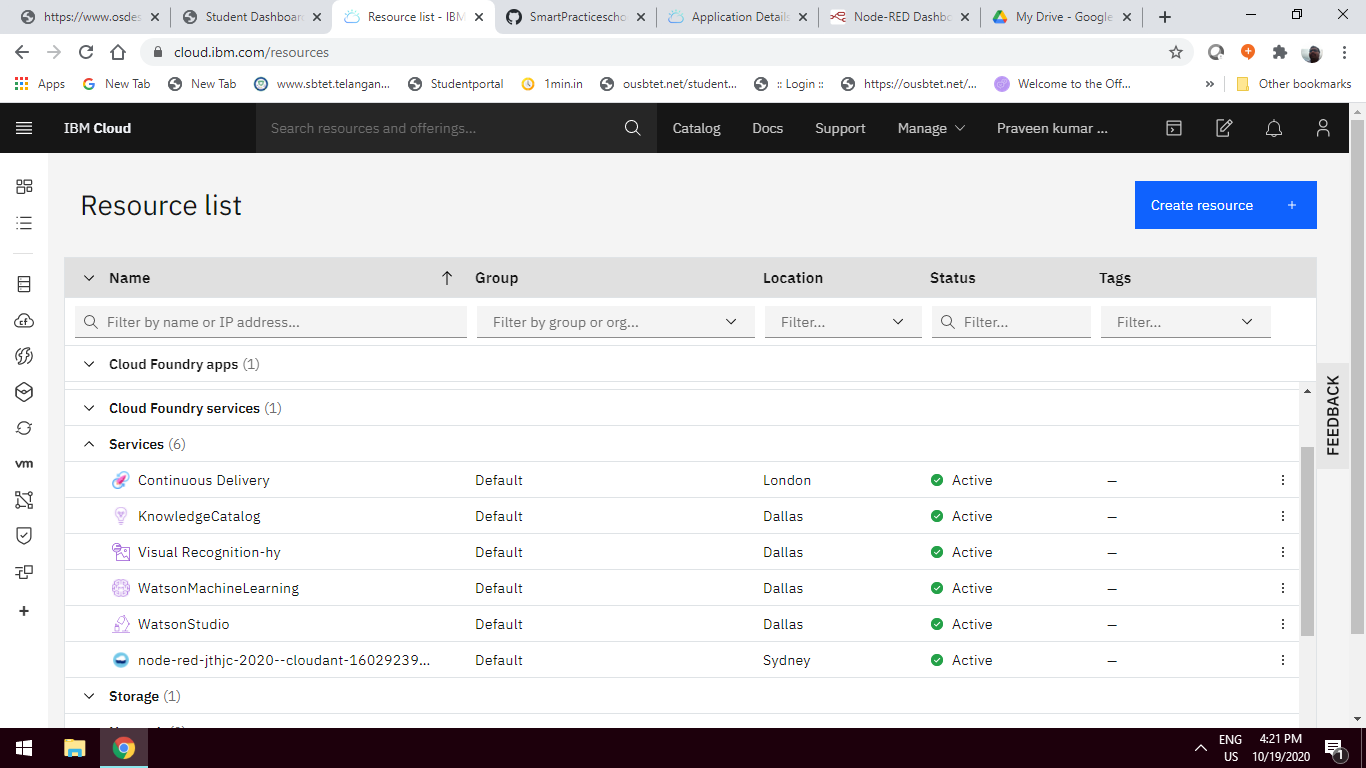 https://www.osdes
Student Dashboard
Resource list - IBM
SmartPracticescho
Application Details
Node-RED Dashbo
My Drive - Google
cloud.ibm.com/resources
Apps
New Tab
New Tab
www.sbtet.telangan...
Studentportal
1min.in
ousbtet.net/student...
:: Login ::
https://ousbtet.net/...
Welcome to the Off...
»
Other bookmarks
IBM Cloud
Search resources and offerings...
Catalog
Docs
Support
Manage
Praveen kumar ...
Resource list
Create resource +
Name
Group
Location
Status
Tags
Filter by name or IP address...
Filter by group or org...
Filter...
Filter...
Filter...
Cloud Foundry apps (1)
Cloud Foundry services (1)
Services (6)
Continuous Delivery Default London Active —
KnowledgeCatalog Default Dallas Active —
Visual Recognition-hy Default Dallas Active —
WatsonMachineLearning Default Dallas Active —
WatsonStudio Default Dallas Active —
node-red-jthjc-2020--cloudant-16029239... Default Sydney Active —
Storage (1)
vm
FEEDBACK
ENG
US
4:21 PM
10/19/2020
1